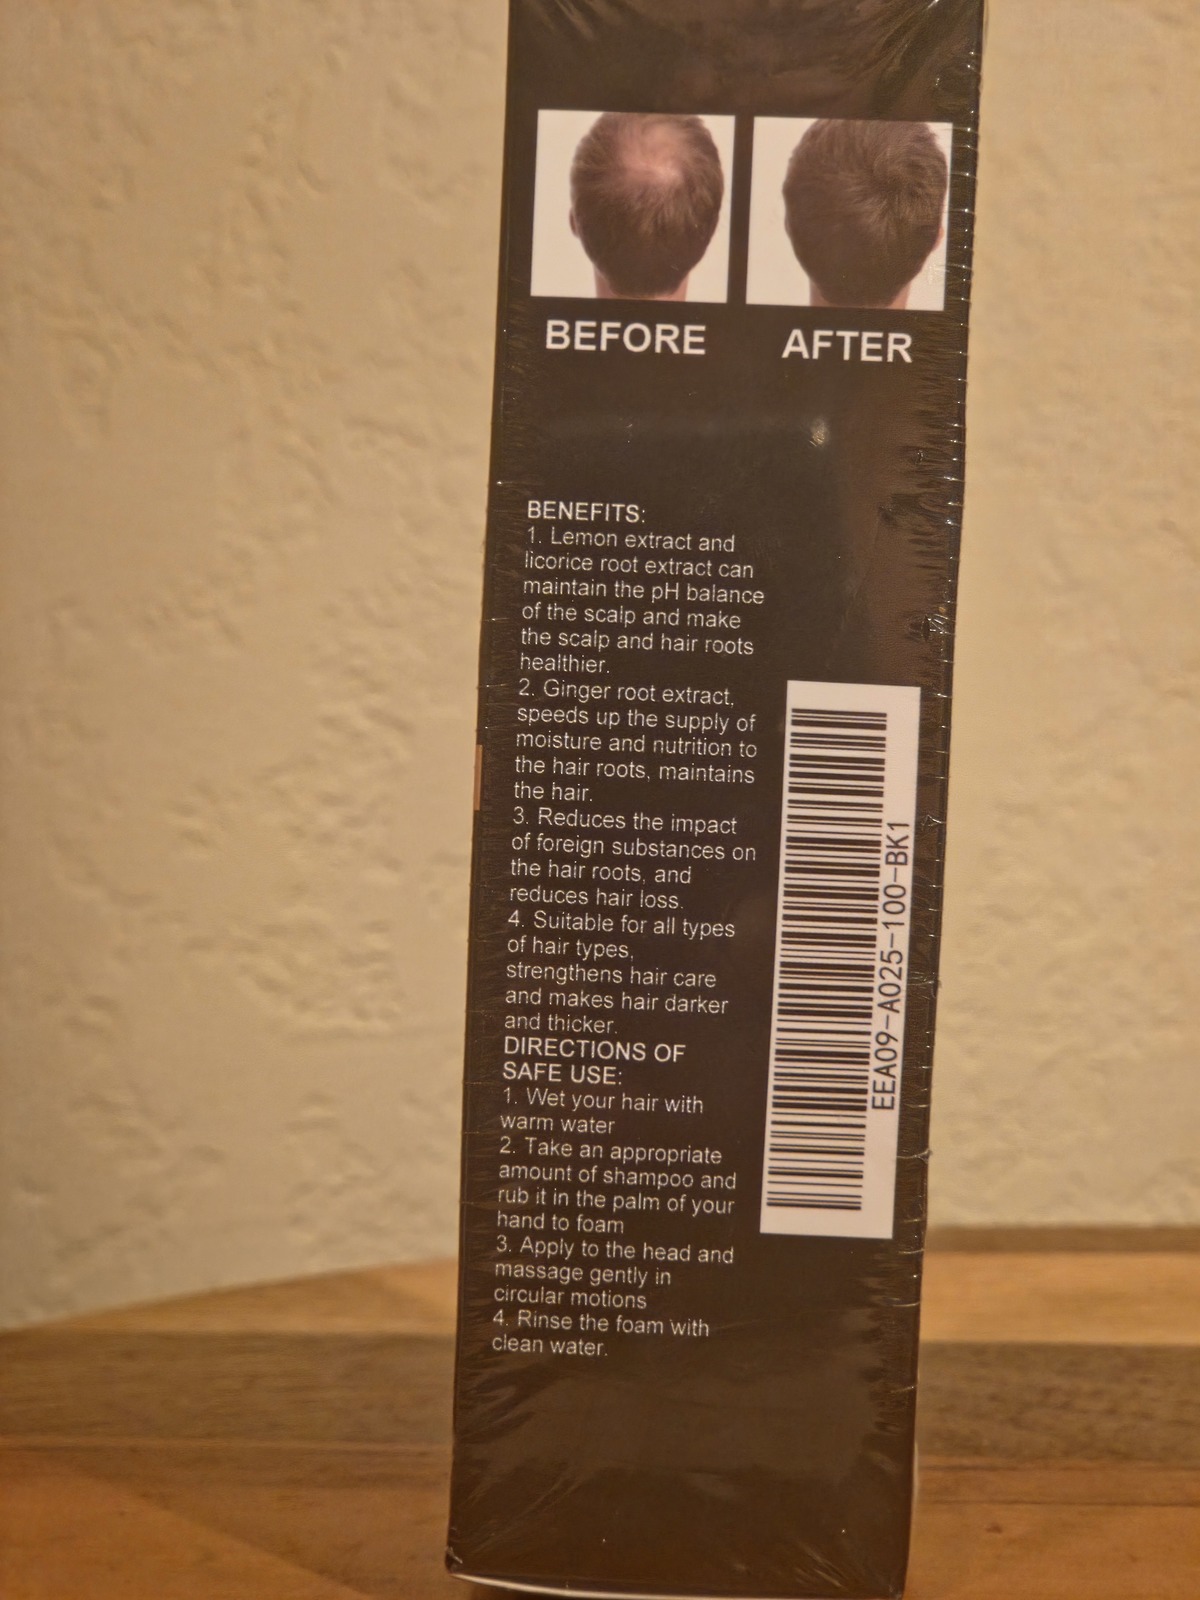 BEFORE
AFTER
BENEFITS:
1. Lemon extract and
licorice root extract can
maintain the pH balance
of the scalp and make
the scalp and hair roots
healthier.
2. Ginger root extract,
speeds up the supply of
moisture and nutrition to
the hair roots, maintains
the hair.
3. Reduces the impact
of foreign substances on
the hair roots, and
reduces hair loss.
4. Suitable for all types
of hair types,
strengthens hair care
and makes hair darker
and thicker.
DIRECTIONS OF
SAFE USE:
1. Wet your hair with
warm water
2. Take an appropriate
amount of shampoo and
rub it in the palm of your
hand to foam
3. Apply to the head and
massage gently in
circular motions
4. Rinse the foam with
clean water.
EEA09-A025-100-BK1